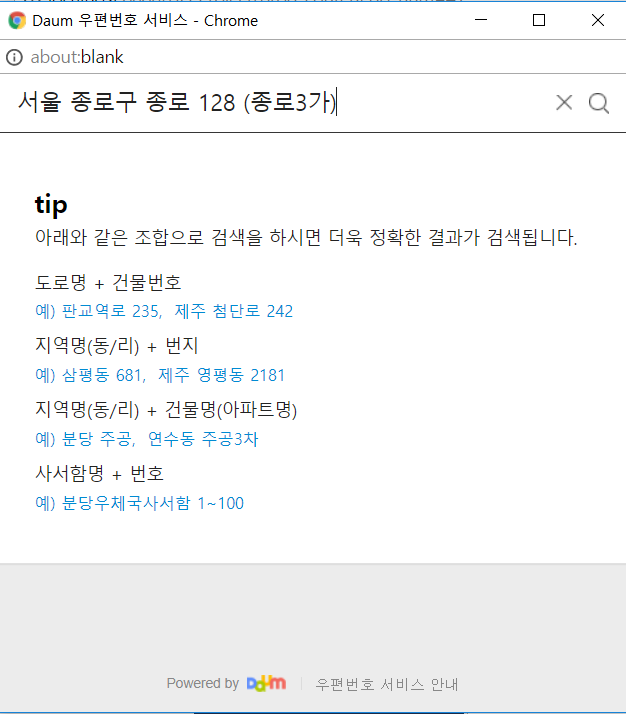 Daum 우편번호 서비스 - Chrome
about:blank
서울 종로구 종로 128 (종로3가)
tip
아래와 같은 조합으로 검색을 하시면 더욱 정확한 결과가 검색됩니다.
도로명 + 건물번호
예) 판교역로 235, 제주 첨단로 242
지역명(동/리) + 번지
예) 삼평동 681, 제주 영평동 2181
지역명(동/리) + 건물명(아파트명)
예) 분당 주공, 연수동 주공3차
사서함명 + 번호
예) 분당우체국사서함 1~100
Powered by Daum 우편번호 서비스 안내